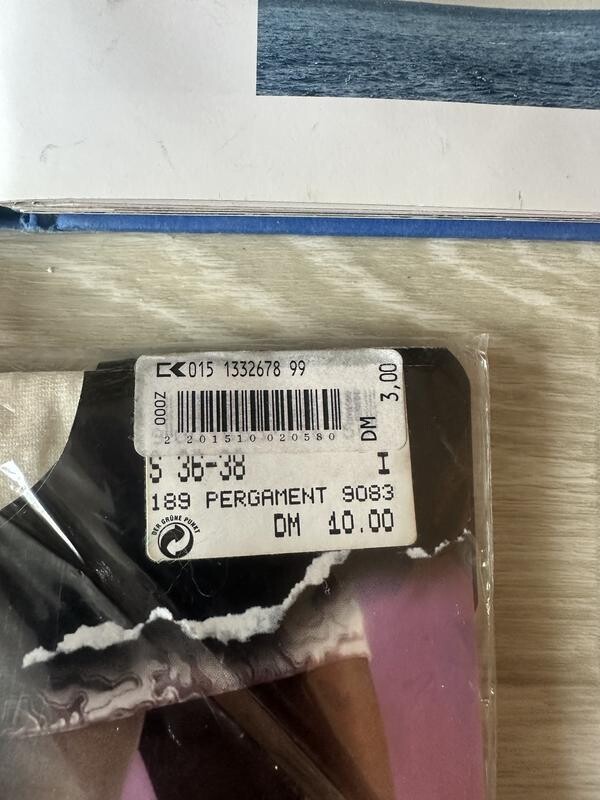 CK 015 1332678 99
000Z
2 201510 020580
DM 3,00
S 36-38 I
189 PERGAMENT 9083
DM 10.00
DER GRÜNE PUNKT